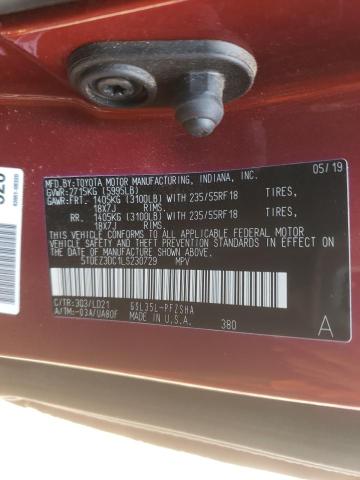 MFD.BY:TOYOTA MOTOR MANUFACTURING, INDIANA, INC. 05/19
GVWR: 2715KG (5995LB)
GAWR:FRT. 1405KG (3100LB) WITH 235/55RF18 TIRES,
18X7J RIMS,
RR. 1405KG (3100LB) WITH 235/55RF18 TIRES,
18X7J RIMS.
THIS VEHICLE CONFORMS TO ALL APPLICABLE FEDERAL MOTOR
VEHICLE SAFETY, BUMPER, AND THEFT PREVENTION STANDARDS
IN EFFECT ON THE DATE OF MANUFACTURE SHOWN ABOVE.
5TDEZ3DC1LS230729 MPV
C/TR:3Q3/LD21 GSL35L-PFZSHA
A/TM:-03A/UA80F MADE IN U.S.A.
380
A